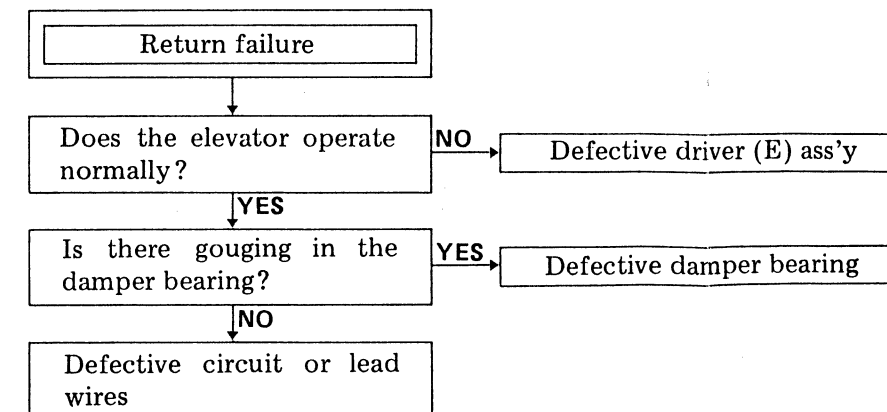 Return failure
Does the elevator operate
normally?
NO
Defective driver (E) ass'y
YES
Is there gouging in the
damper bearing?
YES
Defective damper bearing
NO
Defective circuit or lead
wires